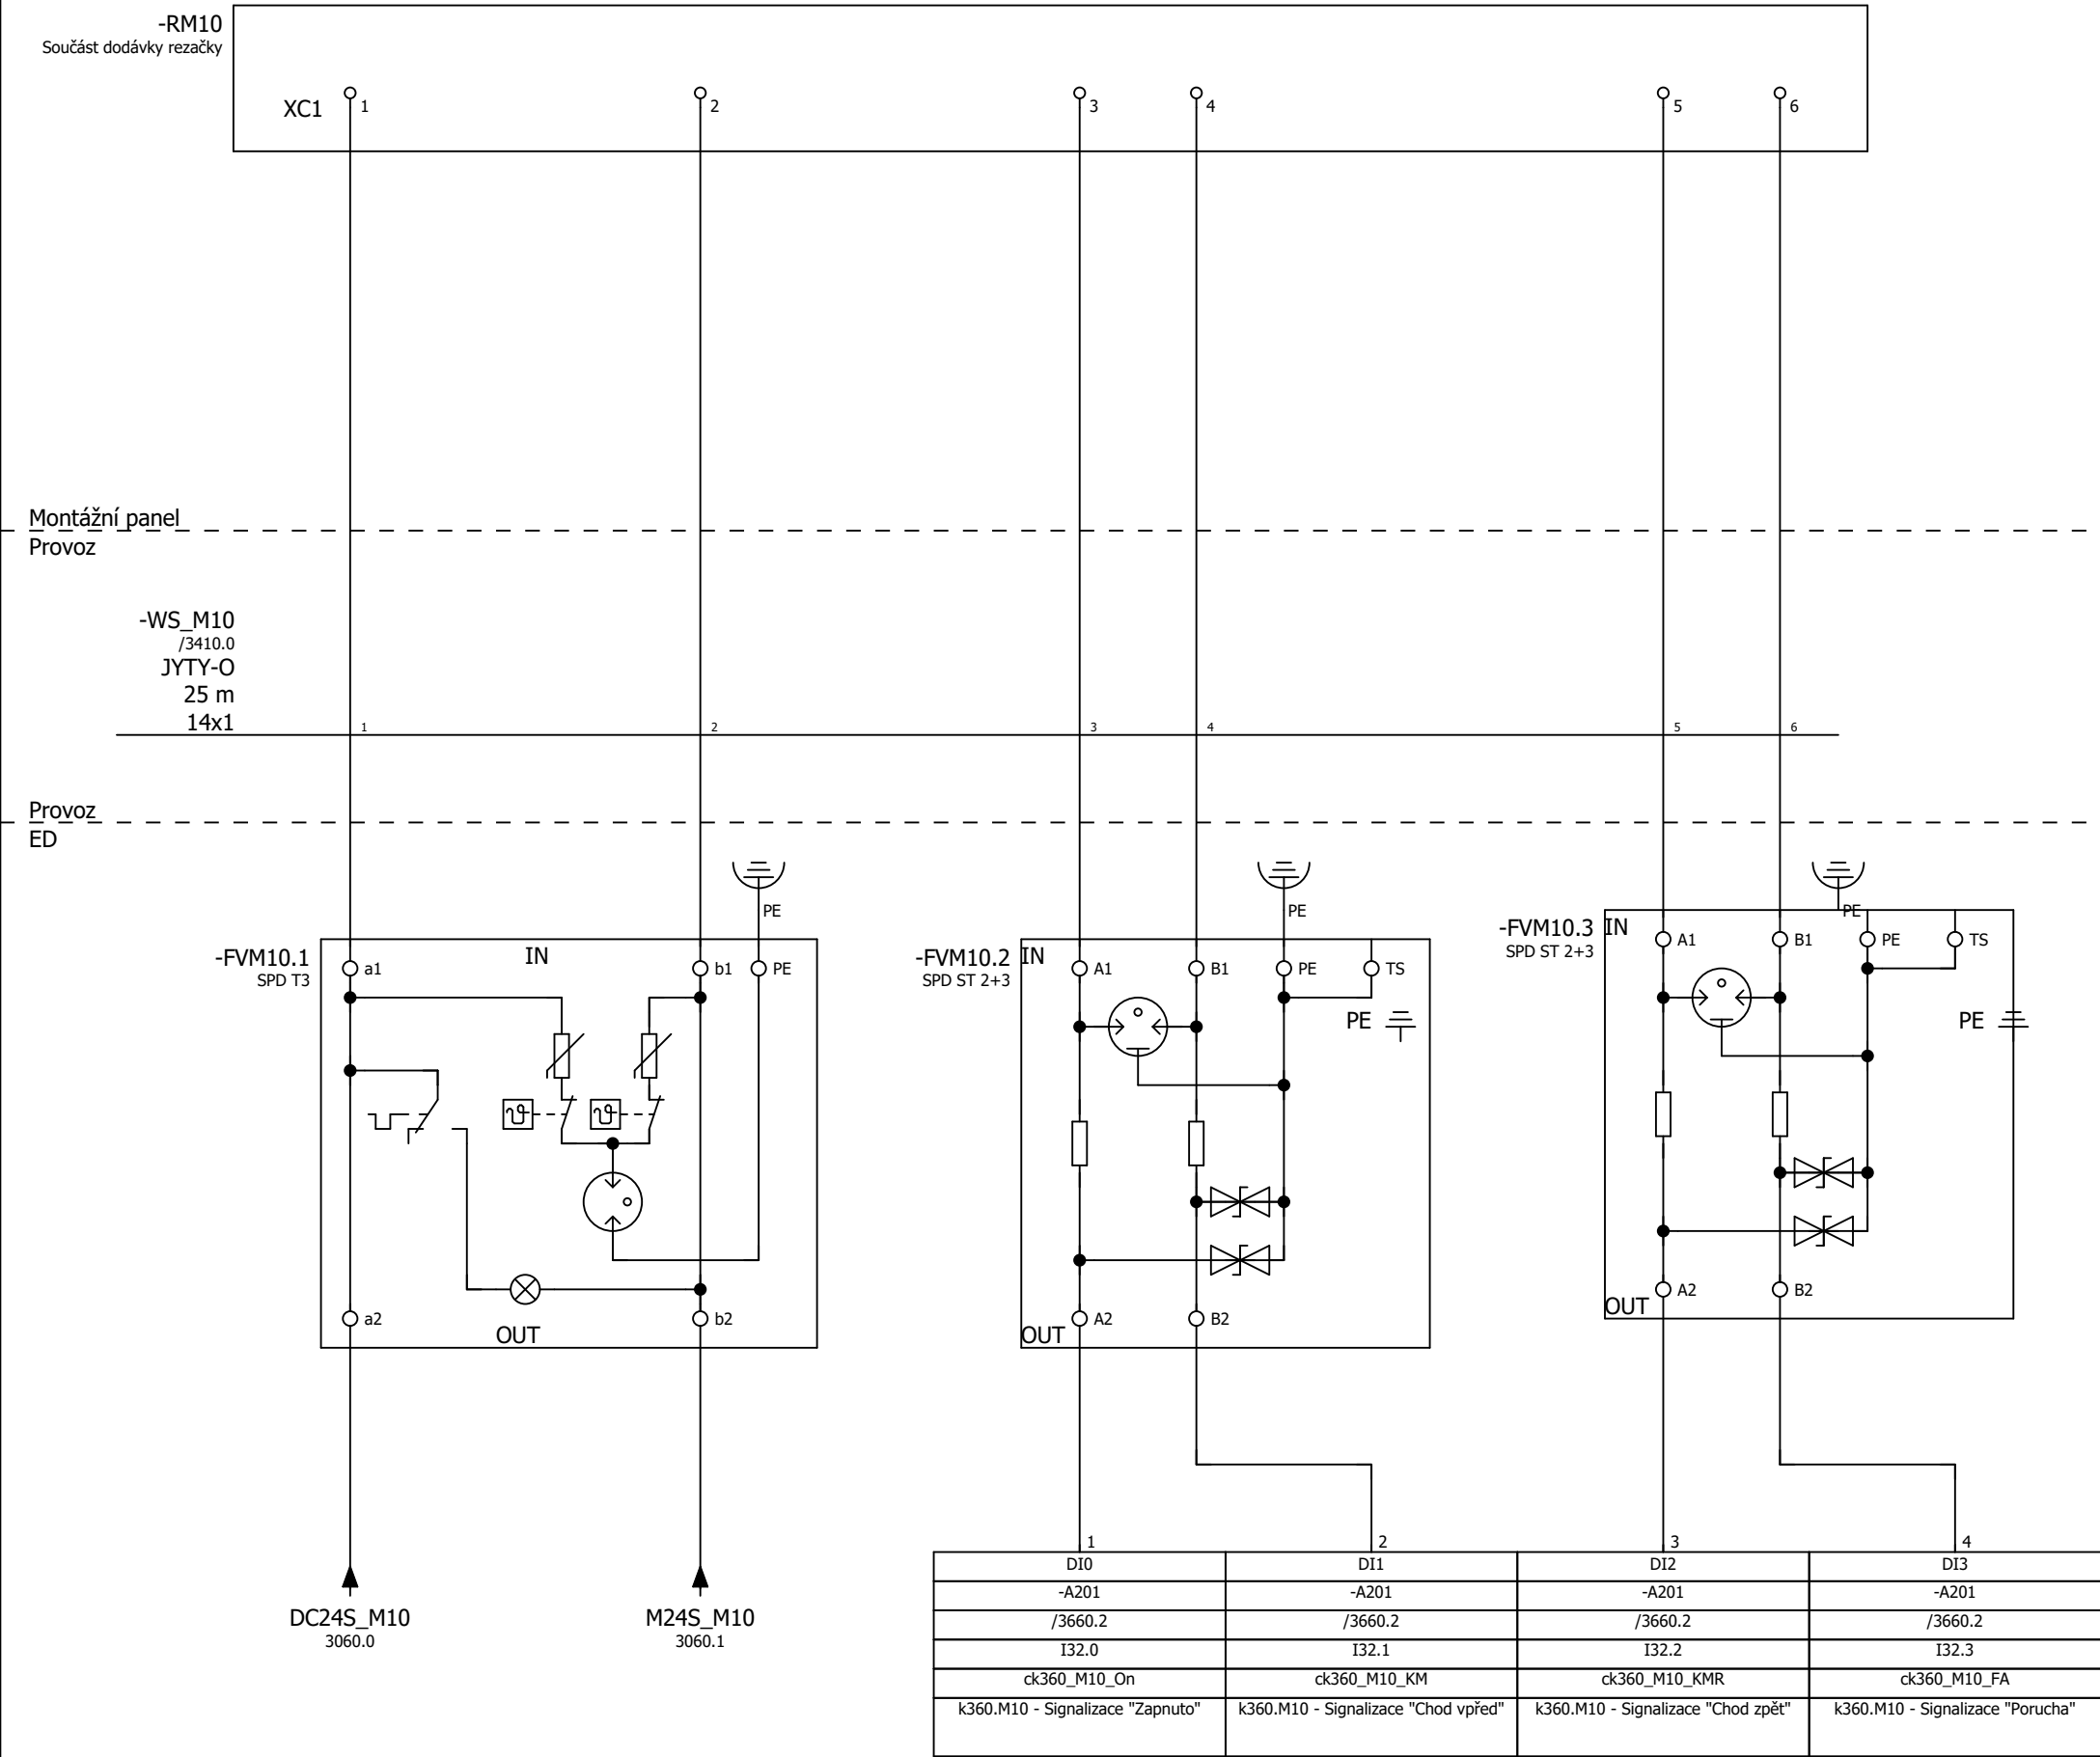 -RM10
Součást dodávky rezačky
XC1
1
2
3
4
5
6
Montážní panel
Provoz
-WS_M10
/3410.0
JYTY-O
25 m
14x1
1
2
3
4
5
6
Provoz
ED
PE
PE
PE
-FVM10.1
SPD T3
IN
a1
b1
PE
a2
b2
OUT
-FVM10.2
SPD ST 2+3
IN
A1
B1
PE
TS
PE
A2
B2
OUT
-FVM10.3
SPD ST 2+3
IN
A1
B1
PE
TS
PE
A2
B2
OUT
DC24S_M10
3060.0
M24S_M10
3060.1
1
2
3
4
DI0
DI1
DI2
DI3
-A201
-A201
-A201
-A201
/3660.2
/3660.2
/3660.2
/3660.2
I32.0
I32.1
I32.2
I32.3
ck360_M10_On
ck360_M10_KM
ck360_M10_KMR
ck360_M10_FA
k360.M10 - Signalizace "Zapnuto"
k360.M10 - Signalizace "Chod vpřed"
k360.M10 - Signalizace "Chod zpět"
k360.M10 - Signalizace "Porucha"